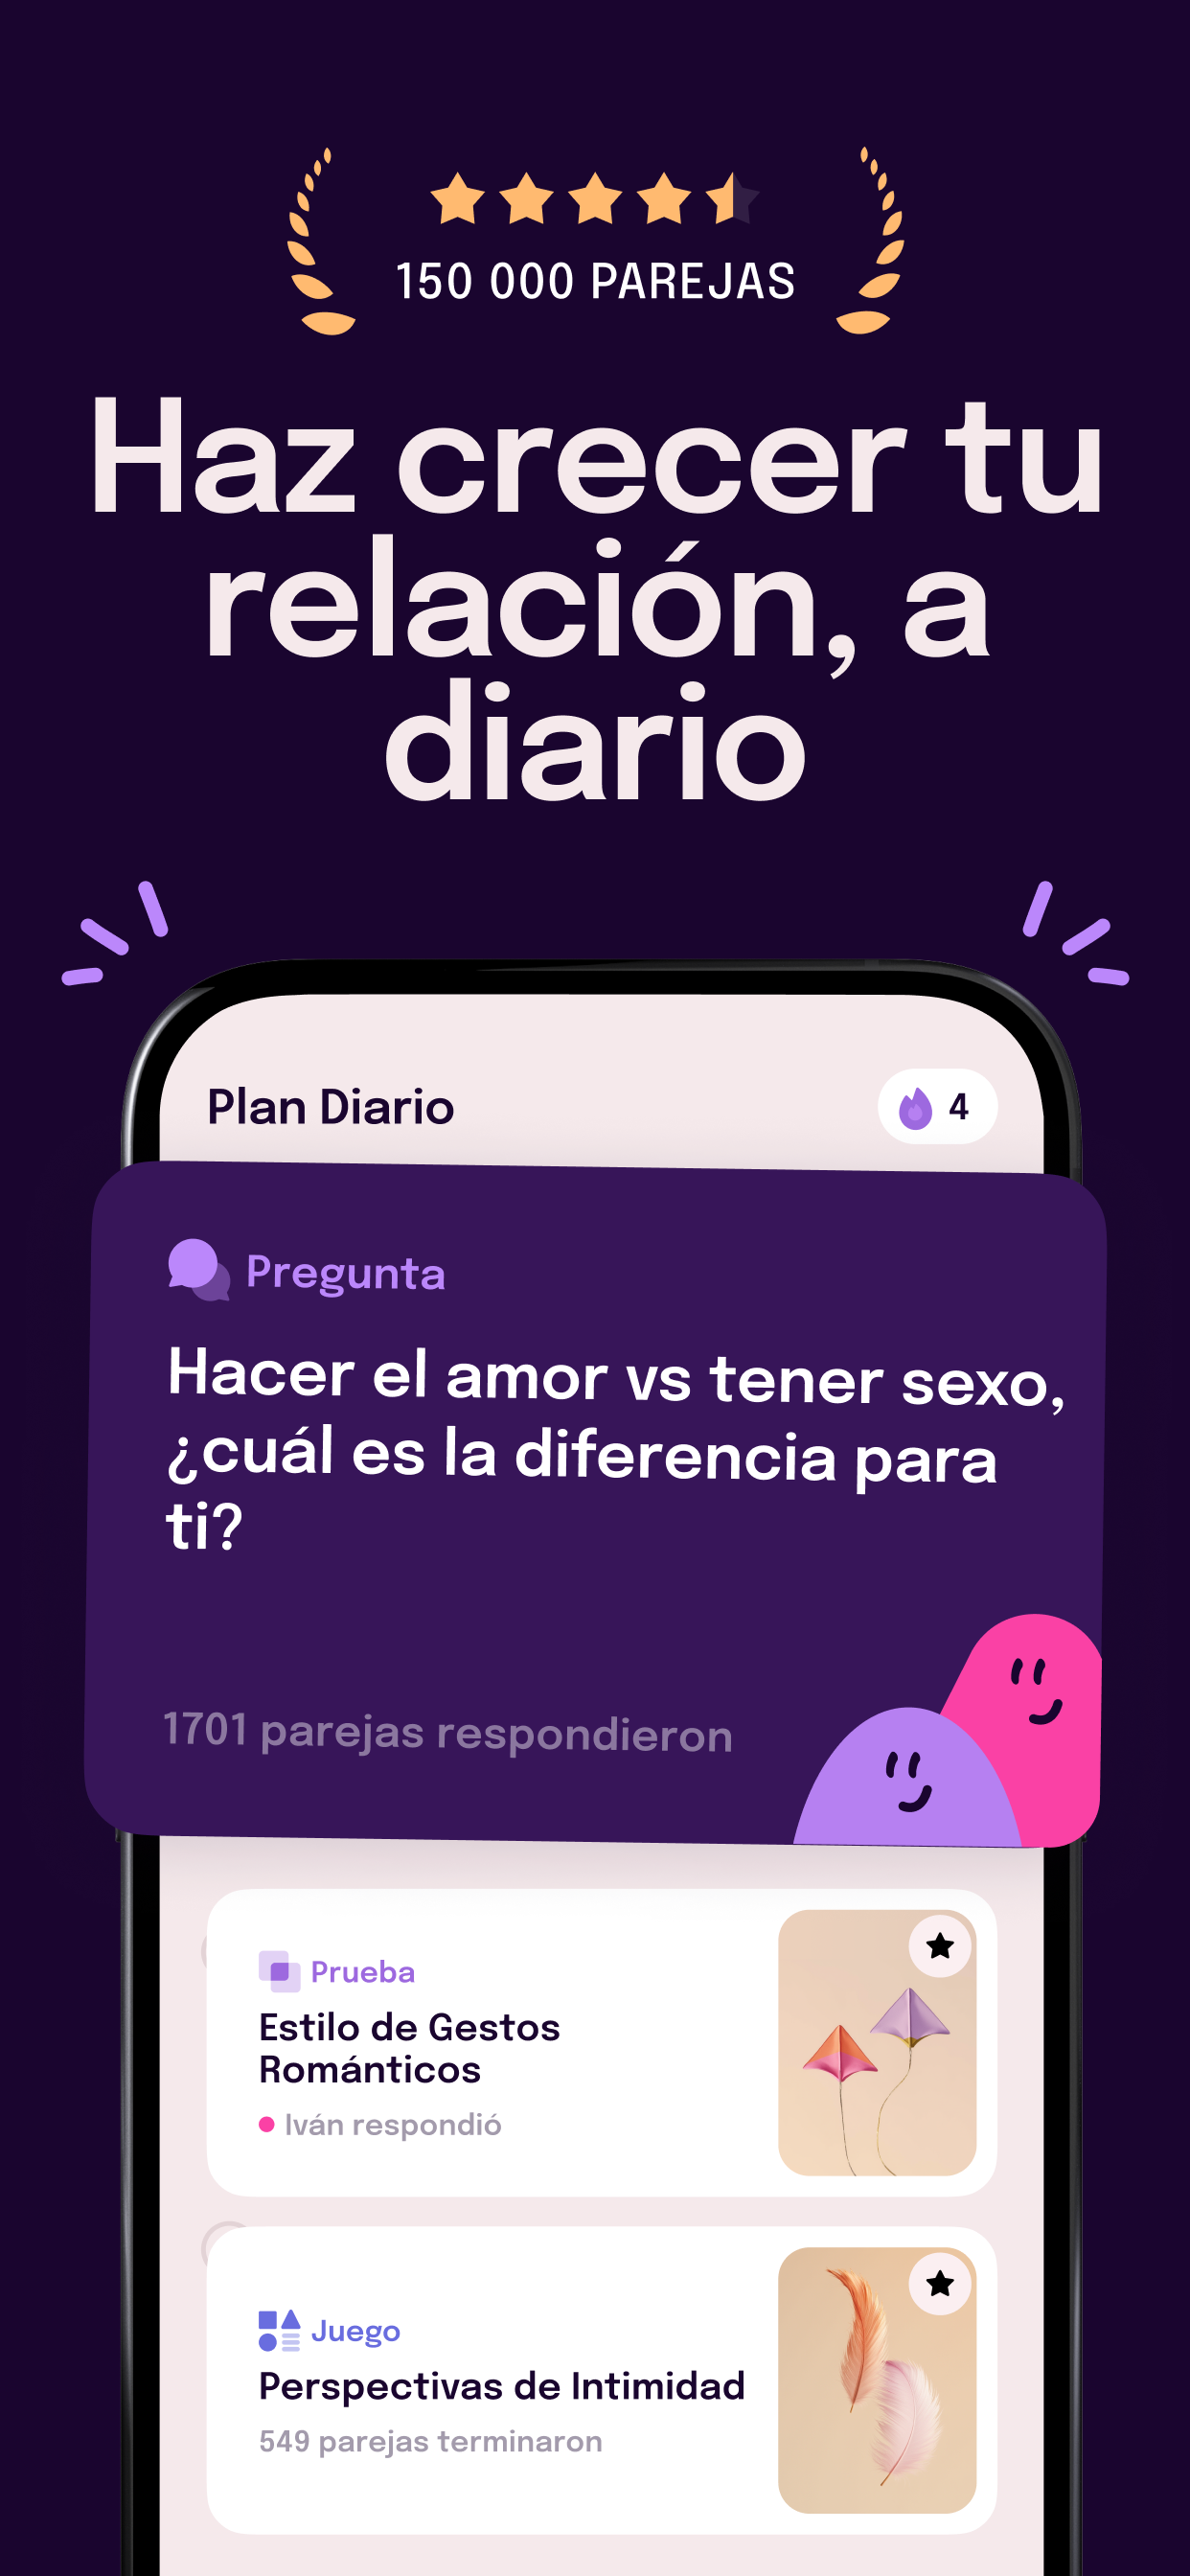 150 000 PAREJAS
Haz crecer tu
relación, a
diario
Plan Diario
4
Pregunta
Hacer el amor vs tener sexo,
¿cuál es la diferencia para
ti?
1701 parejas respondieron
Prueba
Estilo de Gestos
Románticos
Iván respondió
Juego
Perspectivas de Intimidad
549 parejas terminaron